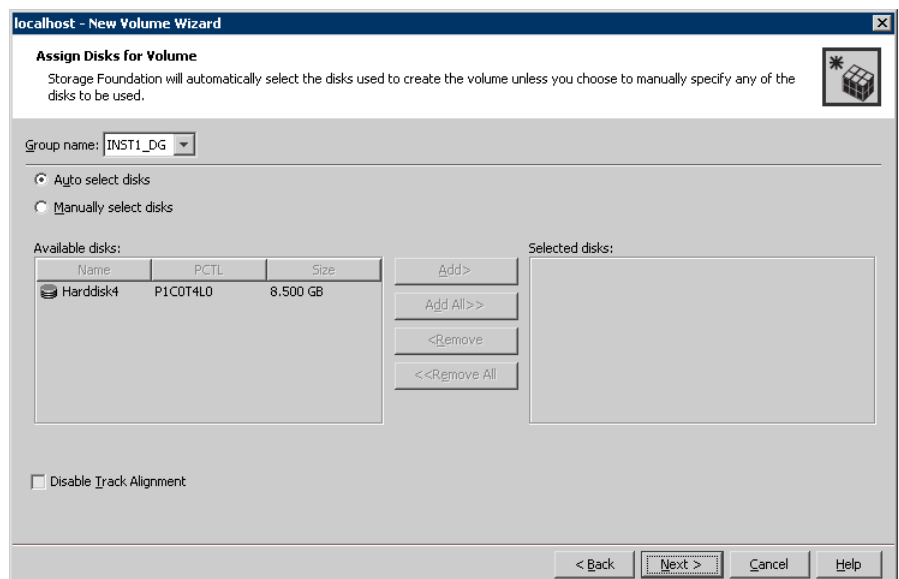 localhost - New Volume Wizard
Assign Disks for Volume
Storage Foundation will automatically select the disks used to create the volume unless you choose to manually specify any of the
disks to be used.
Group name: INST1_DG
Auto select disks
Manually select disks
Available disks:
Name PCTL Size
Harddisk4 P1C0T4L0 8.500 GB
Add>
Add All>>
<Remove
<<Remove All
Selected disks:
Disable Track Alignment
< Back Next > Cancel Help